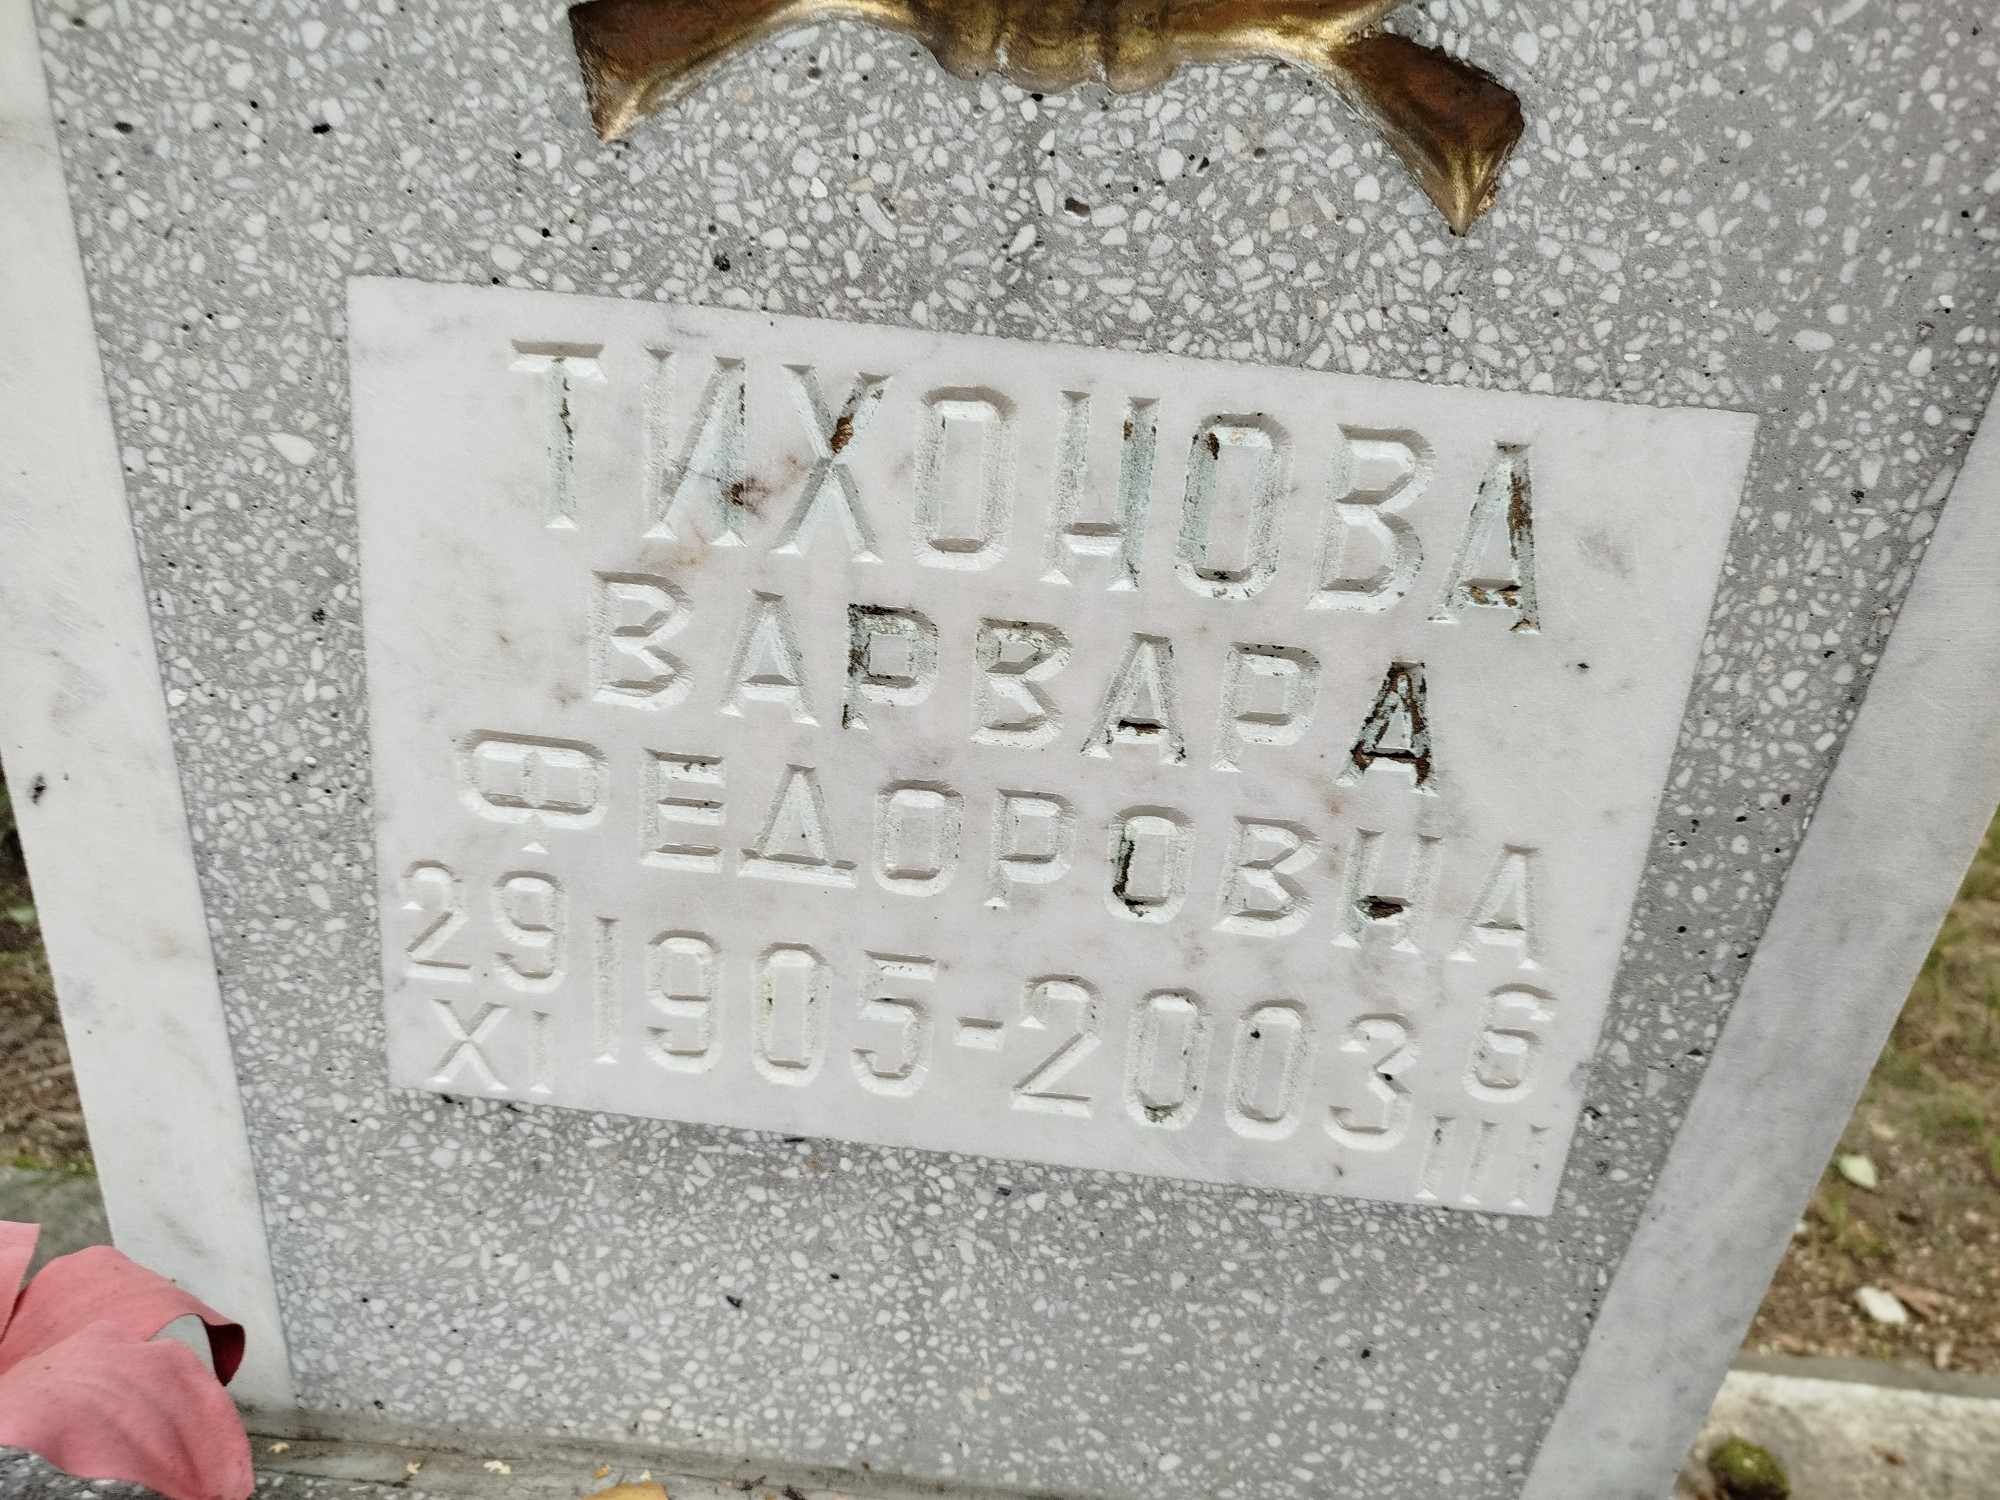 ТИХОНОВА
ВАРВАРА
ФЕДОРОВНА
29 6
1905-2003
XI III